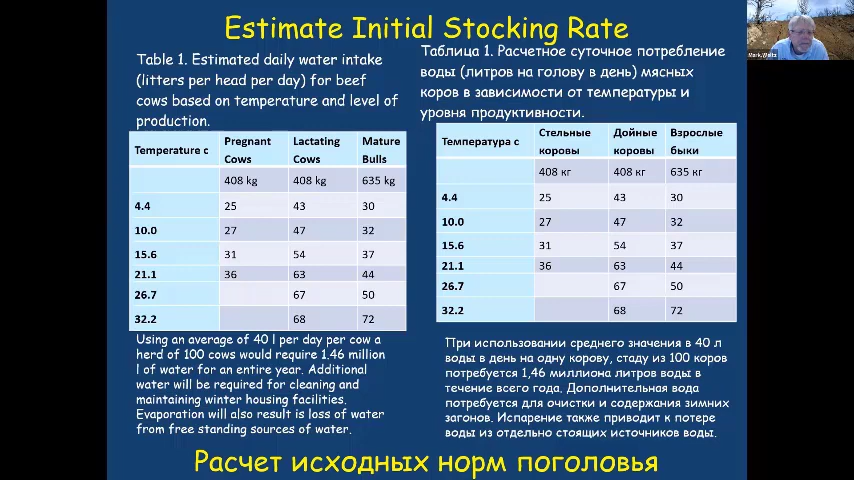 Estimate Initial Stocking Rate
Table 1. Estimated daily water intake
(litters per head per day) for beef
cows based on temperature and level of
production.
Temperature c Pregnant Cows Lactating Cows Mature Bulls
408 kg 408 kg 635 kg
4.4 25 43 30
10.0 27 47 32
15.6 31 54 37
21.1 36 63 44
26.7 67 50
32.2 68 72
Using an average of 40 l per day per cow a
herd of 100 cows would require 1.46 million
l of water for an entire year. Additional
water will be required for cleaning and
maintaining winter housing facilities.
Evaporation will also result is loss of water
from free standing sources of water.
Таблица 1. Расчетное суточное потребление
воды (литров на голову в день) мясных
коров в зависимости от температуры и
уровня продуктивности.
Температура с Стельные коровы Дойные коровы Взрослые быки
408 кг 408 кг 635 кг
4.4 25 43 30
10.0 27 47 32
15.6 31 54 37
21.1 36 63 44
26.7 67 50
32.2 68 72
При использовании среднего значения в 40 л
воды в день на одну корову, стаду из 100 коров
потребуется 1,46 миллиона литров воды в
течение всего года. Дополнительная вода
потребуется для очистки и содержания зимних
загонов. Испарение также приводит к потере
воды из отдельно стоящих источников воды.
Расчет исходных норм поголовья
Mark.Weltz